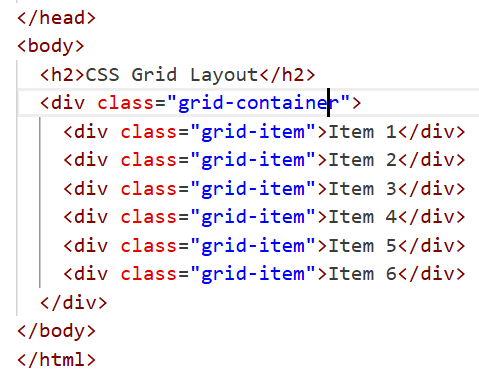 </head>
<body>
<h2>CSS Grid Layout</h2>
<div class="grid-container">
<div class="grid-item">Item 1</div>
<div class="grid-item">Item 2</div>
<div class="grid-item">Item 3</div>
<div class="grid-item">Item 4</div>
<div class="grid-item">Item 5</div>
<div class="grid-item">Item 6</div>
</div>
</body>
</html>